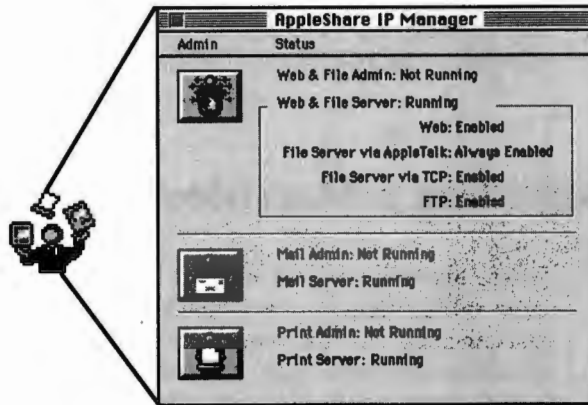 AppleShare IP Manager
Admin Status
Web & File Admin: Not Running
Web & File Server: Running
Web: Enabled
File Server via AppleTalk: Always Enabled
File Server via TCP: Enabled
FTP: Enabled
Mail Admin: Not Running
Mail Server: Running
Print Admin: Not Running
Print Server: Running